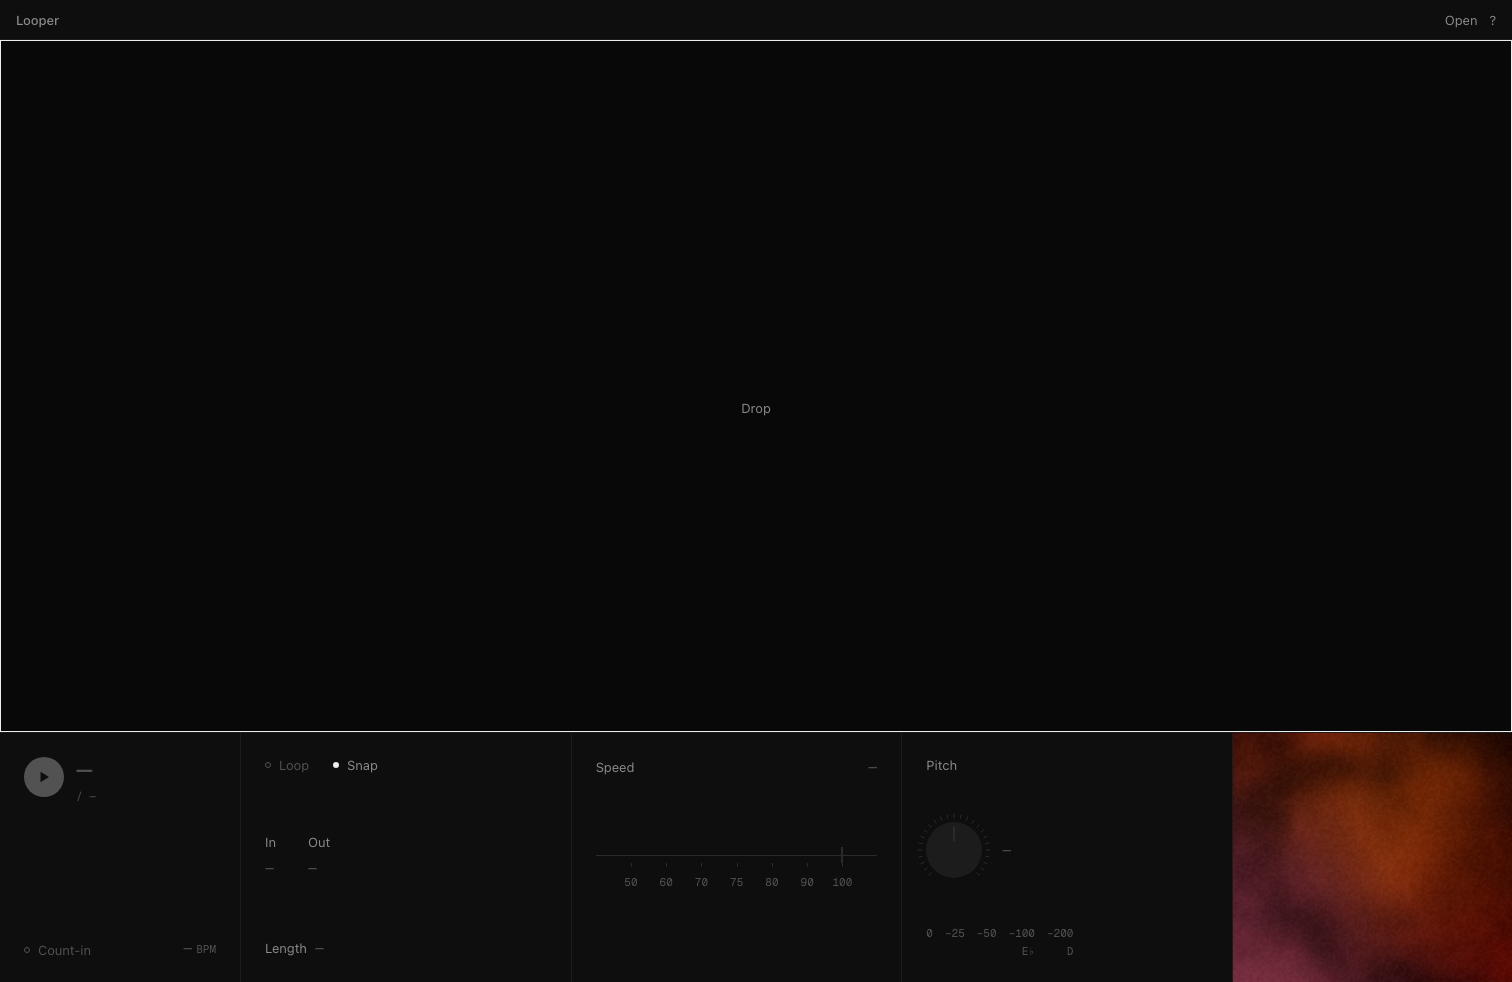 Looper
Open ?
Drop
—
/ –
Count-in
— BPM
Loop Snap
In Out
— —
Length —
Speed —
50 60 70 75 80 90 100
Pitch
—
0 −25 −50 −100 −200
E♭ D